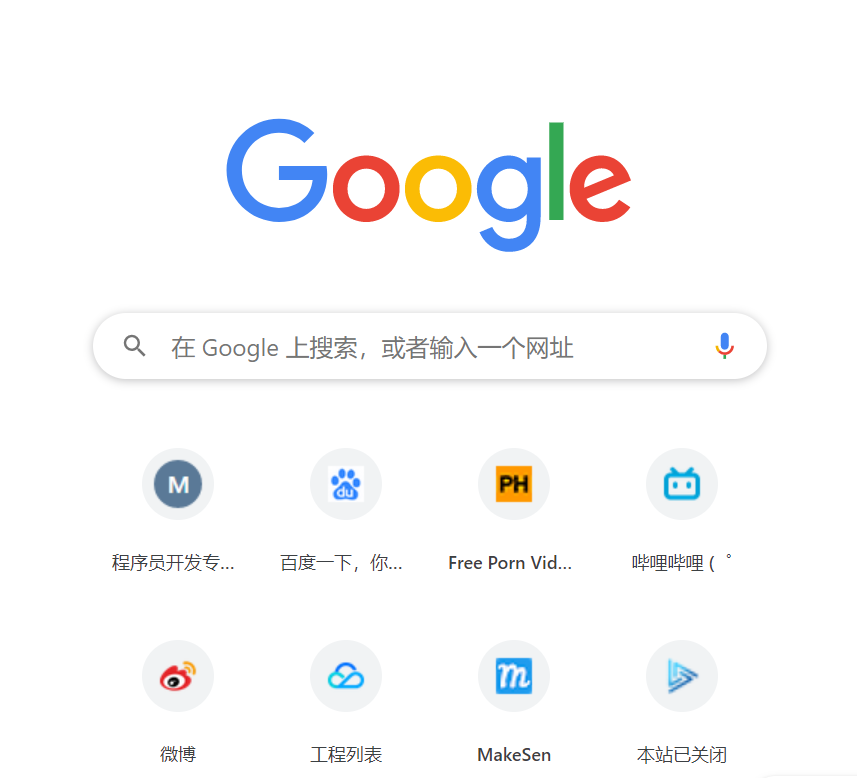 Google
在 Google 上搜索，或者输入一个网址
M
du
PH
程序员开发专...
百度一下，你...
Free Porn Vid...
哔哩哔哩 ( ゜
m
微博
工程列表
MakeSen
本站已关闭